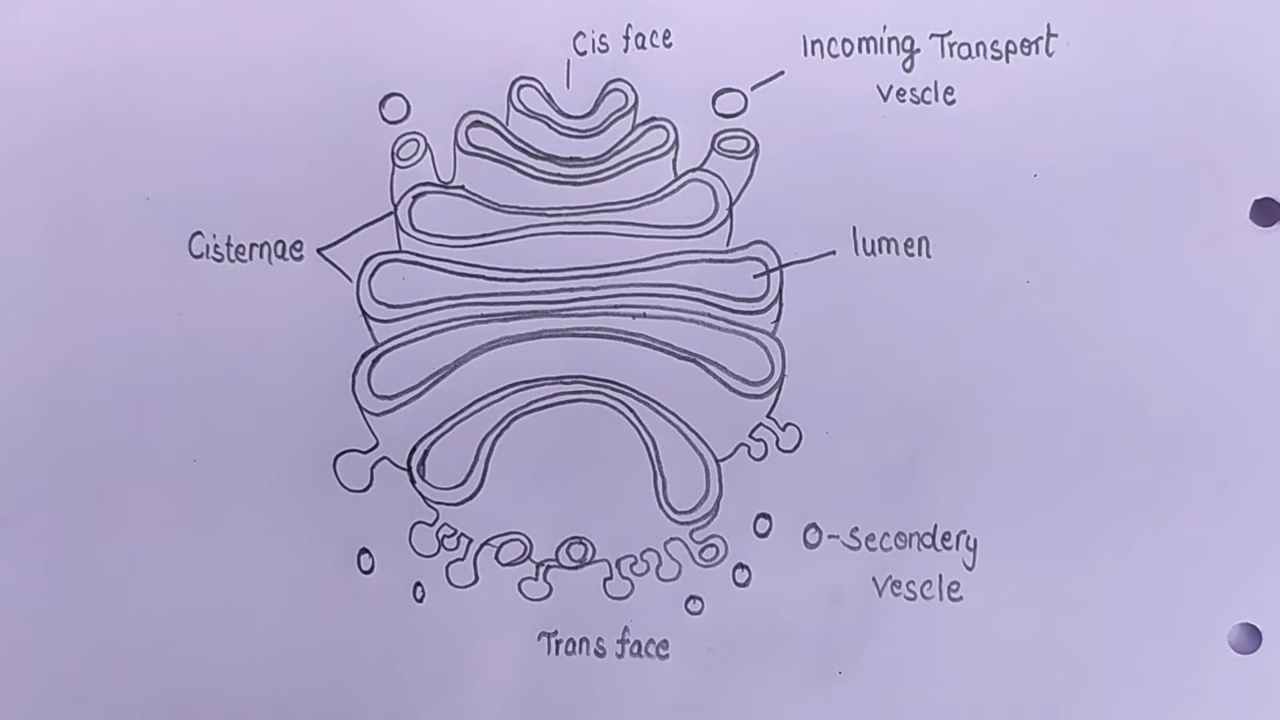 Cis face
Incoming Transport
Vescle
Cisternae
lumen
O-Secondery
Vescle
Trans face